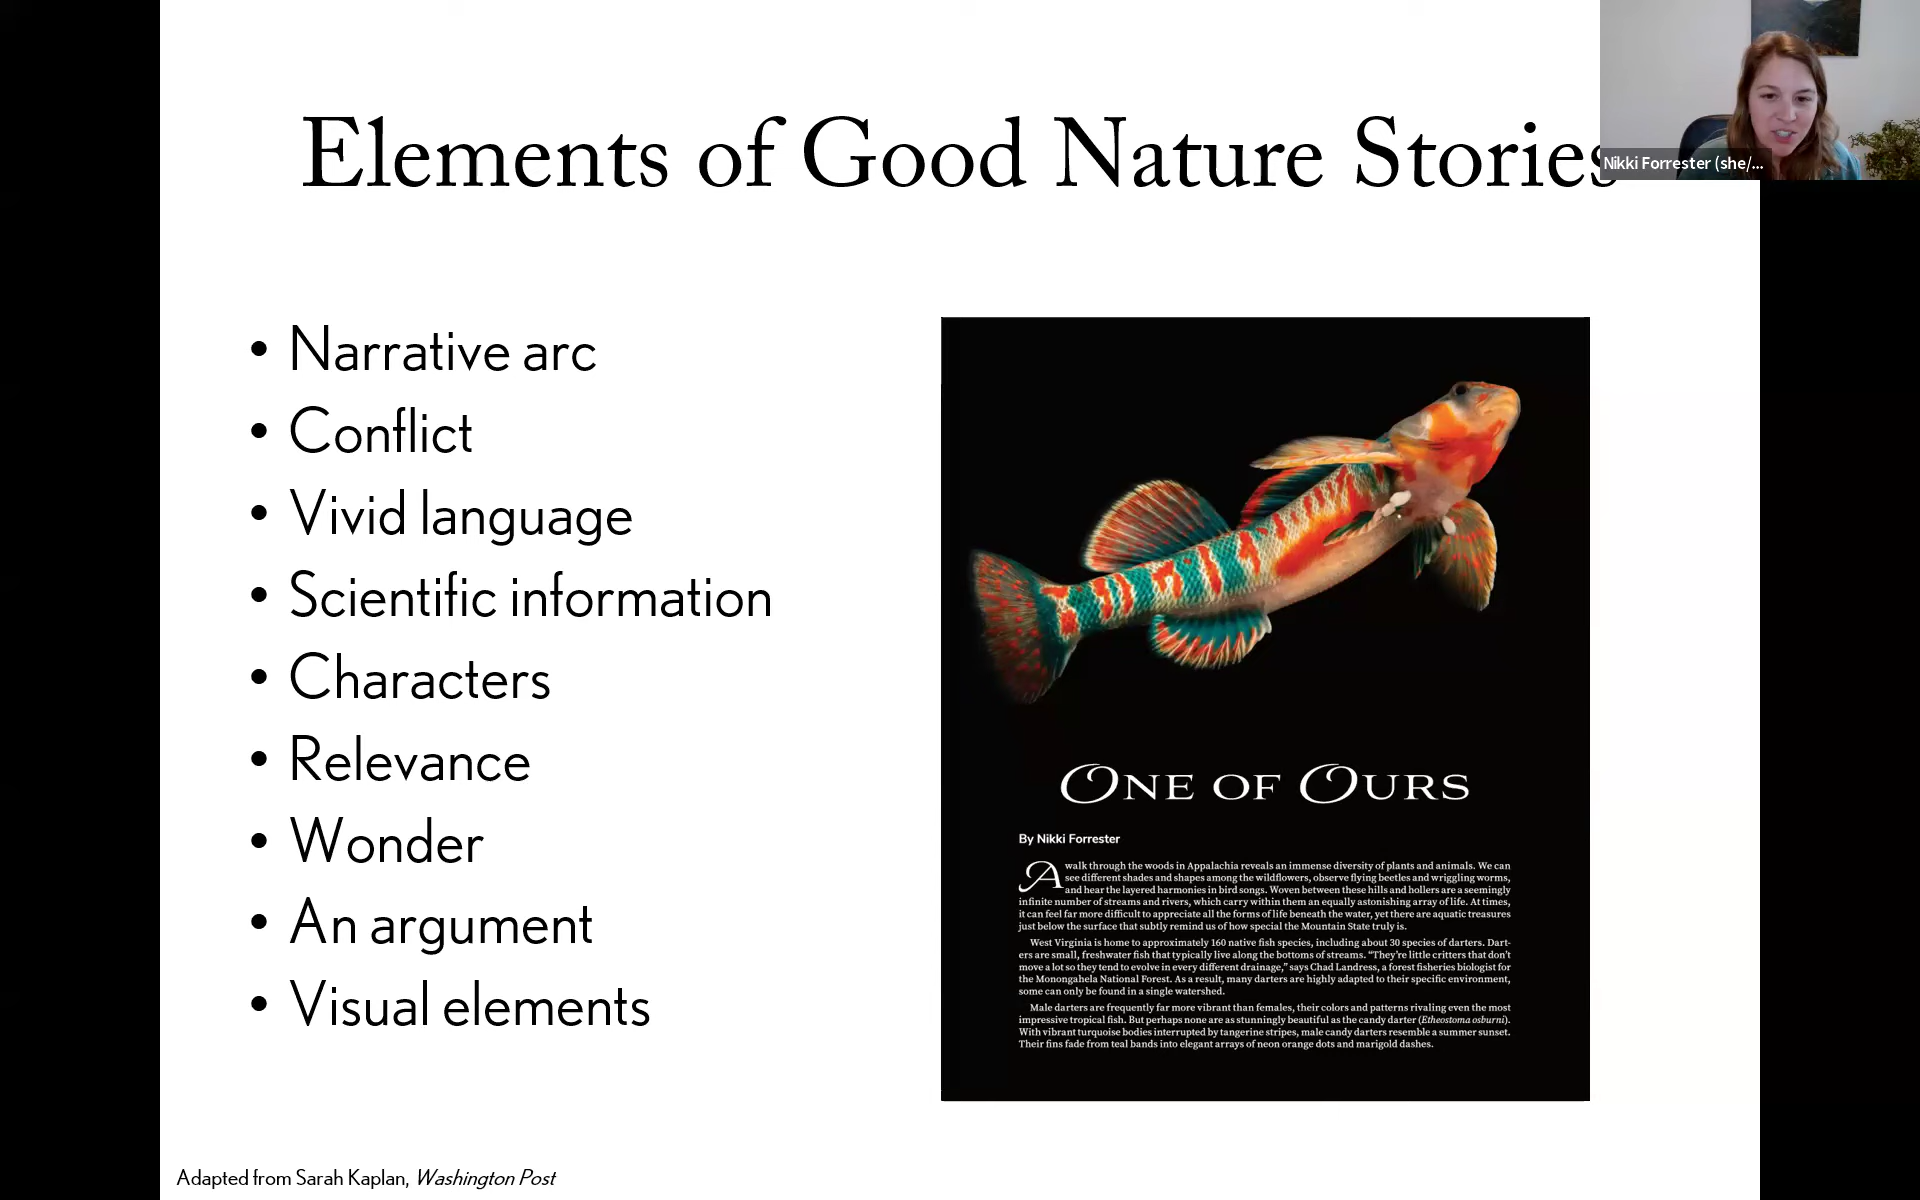 Elements of Good Nature Stories
Nikki Forrester (she/...
• Narrative arc
• Conflict
• Vivid language
• Scientific information
• Characters
• Relevance
• Wonder
• An argument
• Visual elements
One of Ours
By Nikki Forrester
A walk through the woods in Appalachia reveals an immense diversity of plants and animals. We can
see different shades and shapes among the wildflowers, observe flying beetles and wriggling worms,
and hear the layered harmonies in bird songs. Woven between these hills and hollers are a seemingly
infinite number of streams and rivers, which carry within them an equally astonishing array of life. At times,
it can feel far more difficult to appreciate all the forms of life beneath the water, yet there are aquatic treasures
just below the surface that subtly remind us of how special the Mountain State truly is.
West Virginia is home to approximately 160 native fish species, including about 30 species of darters. Dart-
ers are small, freshwater fish that typically live along the bottoms of streams. “They’re little critters that don’t
move a lot so they tend to evolve in every different drainage,” says Chad Landress, a forest fisheries biologist for
the Monongahela National Forest. As a result, many darters are highly adapted to their specific environment,
some can only be found in a single watershed.
Male darters are frequently far more vibrant than females, their colors and patterns rivaling even the most
impressive tropical fish. But perhaps none are as stunningly beautiful as the candy darter (Etheostoma osburni).
With vibrant turquoise bodies interrupted by tangerine stripes, male candy darters resemble a summer sunset.
Their fins fade from teal bands into elegant arrays of neon orange dots and marigold dashes.
Adapted from Sarah Kaplan, Washington Post